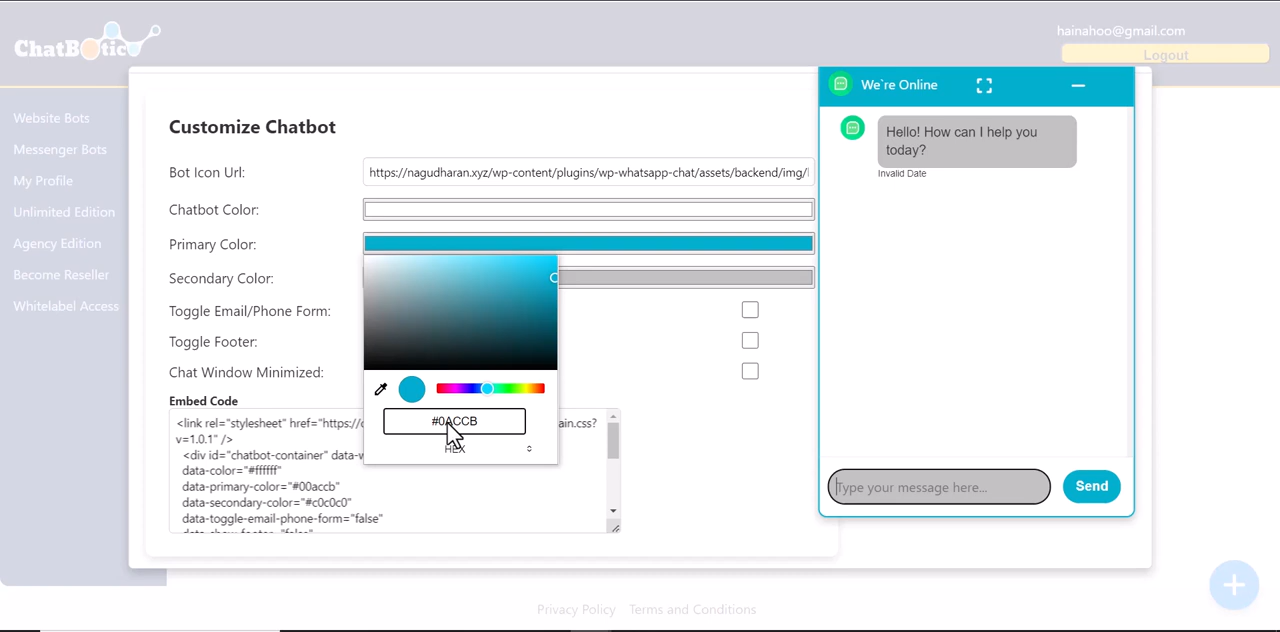 ChatBotic
hainahoo@gmail.com
Logout
Website Bots
Messenger Bots
My Profile
Unlimited Edition
Agency Edition
Become Reseller
Whitelabel Access
Customize Chatbot
Bot Icon Url:
https://nagudharan.xyz/wp-content/plugins/wp-whatsapp-chat/assets/backend/img/
Chatbot Color:
Primary Color:
Secondary Color:
Toggle Email/Phone Form:
Toggle Footer:
Chat Window Minimized:
#0ACCB
HEX
Embed Code
<link rel="stylesheet" href="https://
ain.css?
v=1.0.1" />
<div id="chatbot-container" data-
data-color="#ffffff"
data-primary-color="#00accb"
data-secondary-color="#c0c0c0"
data-toggle-email-phone-form="false"
We`re Online
Hello! How can I help you
today?
Invalid Date
Type your message here...
Send
Privacy Policy Terms and Conditions